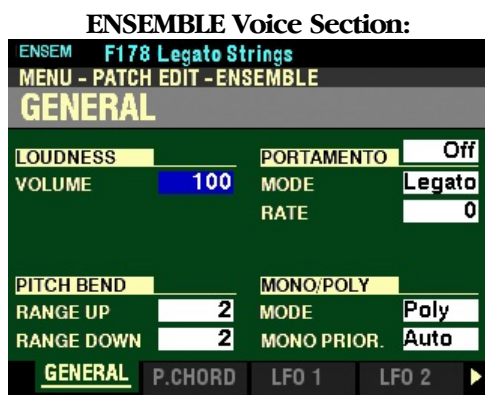 ENSEMBLE Voice Section:
ENSEM F178 Legato Strings
MENU - PATCH EDIT - ENSEMBLE
GENERAL
LOUDNESS
VOLUME 100
PORTAMENTO Off
MODE Legato
RATE 0
PITCH BEND
RANGE UP 2
RANGE DOWN 2
MONO/POLY
MODE Poly
MONO PRIOR. Auto
GENERAL P.CHORD LFO 1 LFO 2